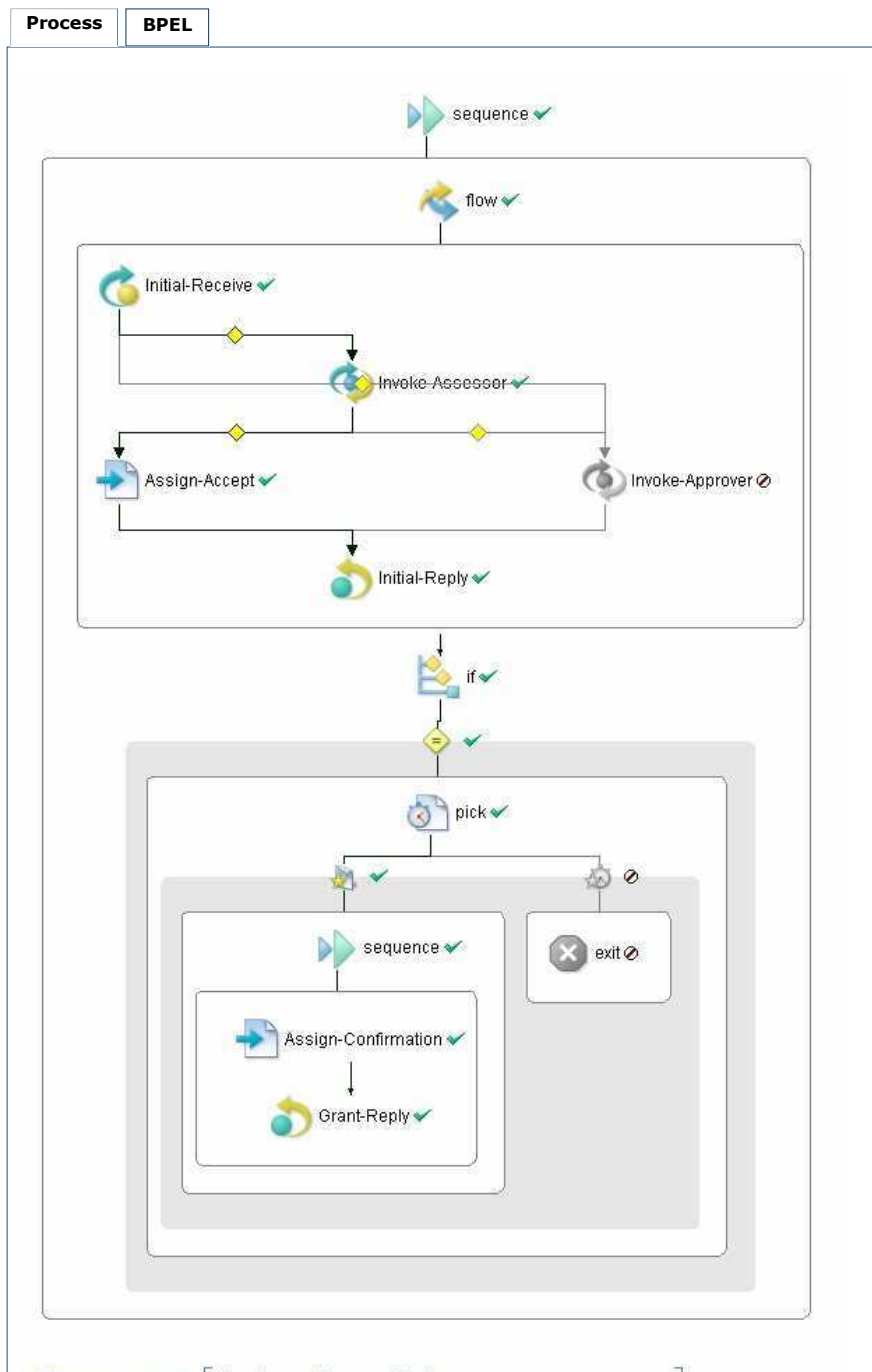 Process BPEL
sequence
flow
Initial-Receive
Invoke-Assessor
Assign-Accept
Invoke-Approver
Initial-Reply
if
=
pick
sequence
exit
Assign-Confirmation
Grant-Reply